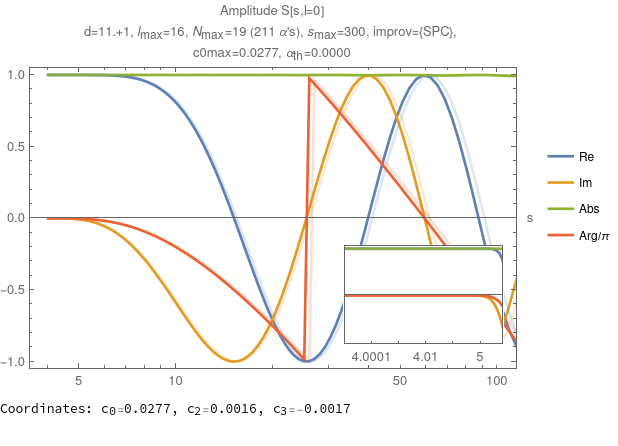 Amplitude S[s,l=0]
d=11.+1, lmax=16, Nmax=19 (211 α's), smax=300, improv={SPC},
c0max=0.0277, αth=0.0000
1.0
0.5
0.0
−0.5
−1.0
s
Re
Im
Abs
Arg/π
4.0001 4.01 5
5 10 50 100
Coordinates: c0=0.0277, c2=0.0016, c3=-0.0017